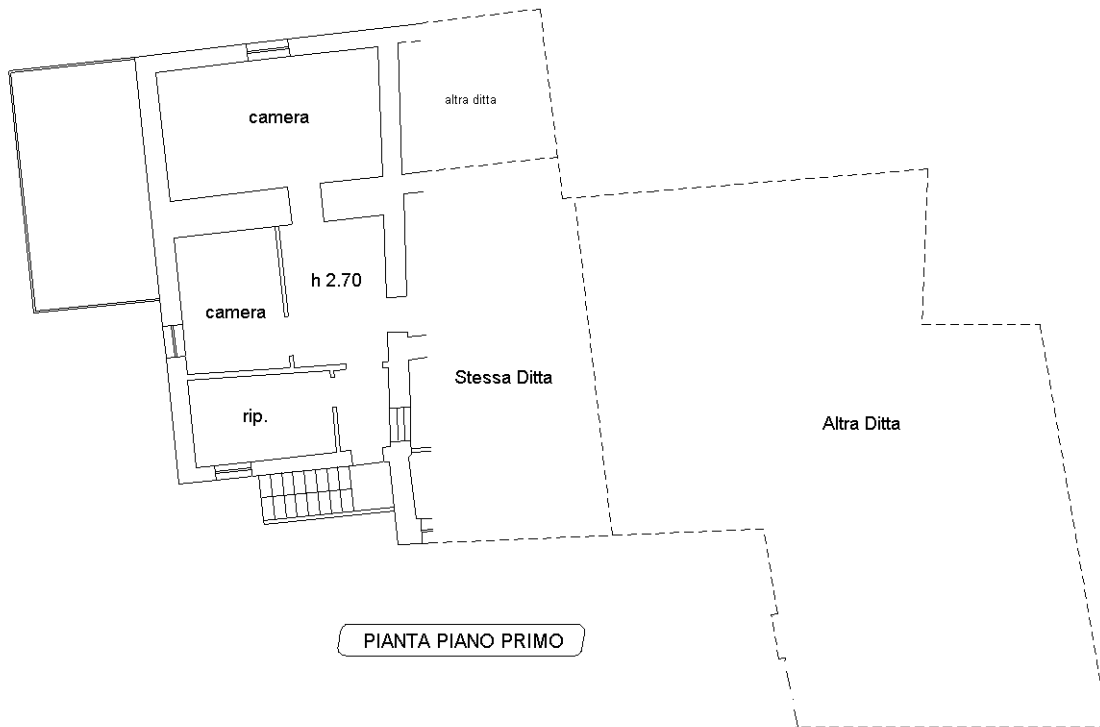 altra ditta
camera
h 2.70
camera
Stessa Ditta
rip.
Altra Ditta
PIANTA PIANO PRIMO